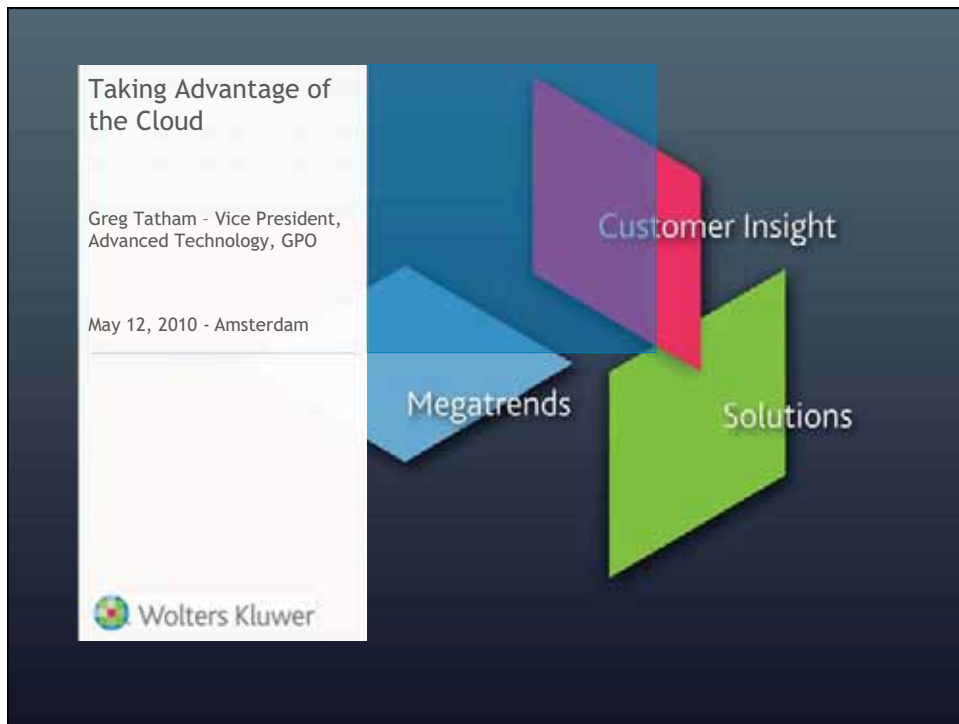 Taking Advantage of
the Cloud
Greg Tatham – Vice President,
Advanced Technology, GPO
May 12, 2010 - Amsterdam
Customer Insight
Megatrends
Solutions
Wolters Kluwer